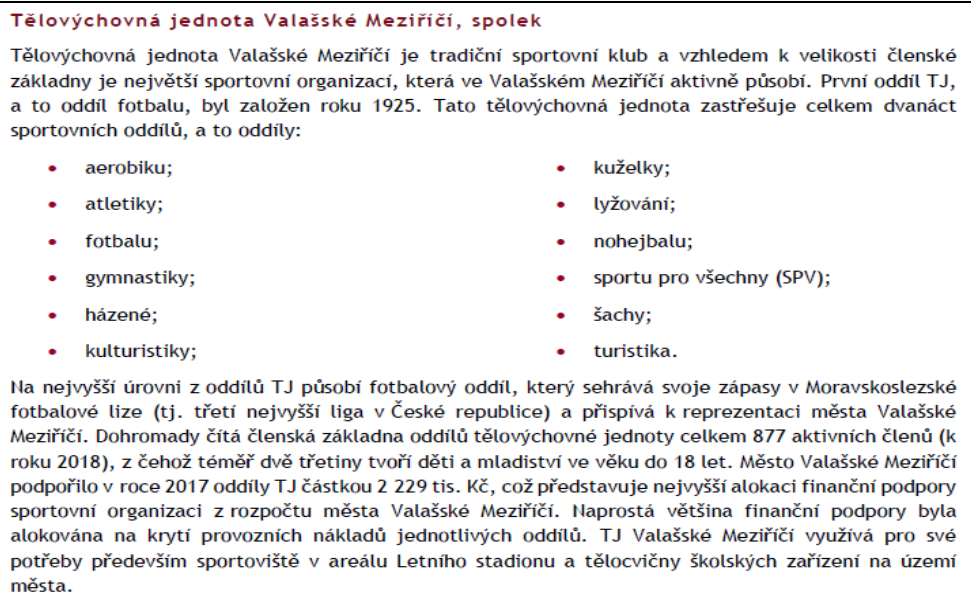 Tělovýchovná jednota Valašské Meziříčí, spolek
Tělovýchovná jednota Valašské Meziříčí je tradiční sportovní klub a vzhledem k velikosti členské
základny je největší sportovní organizací, která ve Valašském Meziříčí aktivně působí. První oddíl TJ,
a to oddíl fotbalu, byl založen roku 1925. Tato tělovýchovná jednota zastřešuje celkem dvanáct
sportovních oddílů, a to oddíly:
• aerobiku;
• atletiky;
• fotbalu;
• gymnastiky;
• házené;
• kulturistiky;
• kuželky;
• lyžování;
• nohejbalu;
• sportu pro všechny (SPV);
• šachy;
• turistika.
Na nejvyšší úrovni z oddílů TJ působí fotbalový oddíl, který sehrává svoje zápasy v Moravskoslezské
fotbalové lize (tj. třetí nejvyšší liga v České republice) a přispívá k reprezentaci města Valašské
Meziříčí. Dohromady čítá členská základna oddílů tělovýchovné jednoty celkem 877 aktivních členů (k
roku 2018), z čehož téměř dvě třetiny tvoří děti a mladiství ve věku do 18 let. Město Valašské Meziříčí
podpořilo v roce 2017 oddíly TJ částkou 2 229 tis. Kč, což představuje nejvyšší alokaci finanční podpory
sportovní organizaci z rozpočtu města Valašské Meziříčí. Naprostá většina finanční podpory byla
alokována na krytí provozních nákladů jednotlivých oddílů. TJ Valašské Meziříčí využívá pro své
potřeby především sportoviště v areálu Letního stadionu a tělocvičny školských zařízení na území
města.